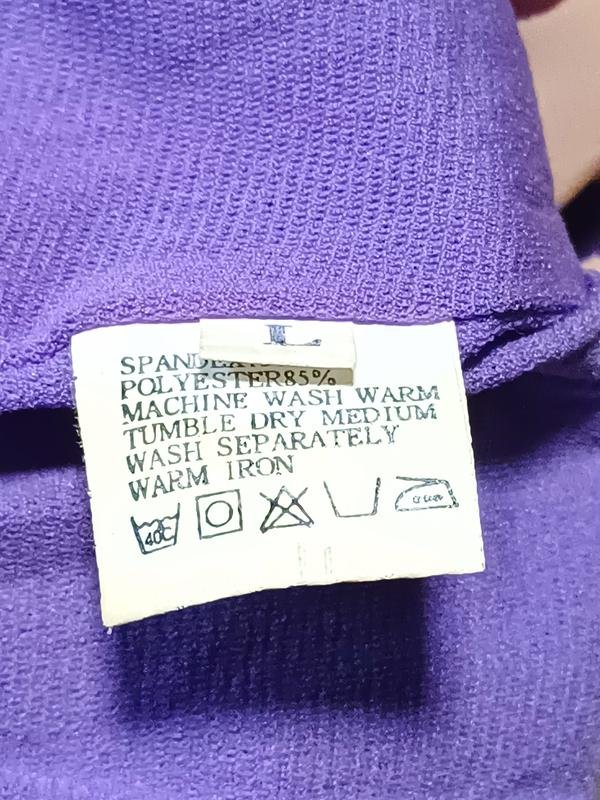 L
POLYESTER85%
MACHINE WASH WARM
TUMBLE DRY MEDIUM
WASH SEPARATELY
WARM IRON
40C